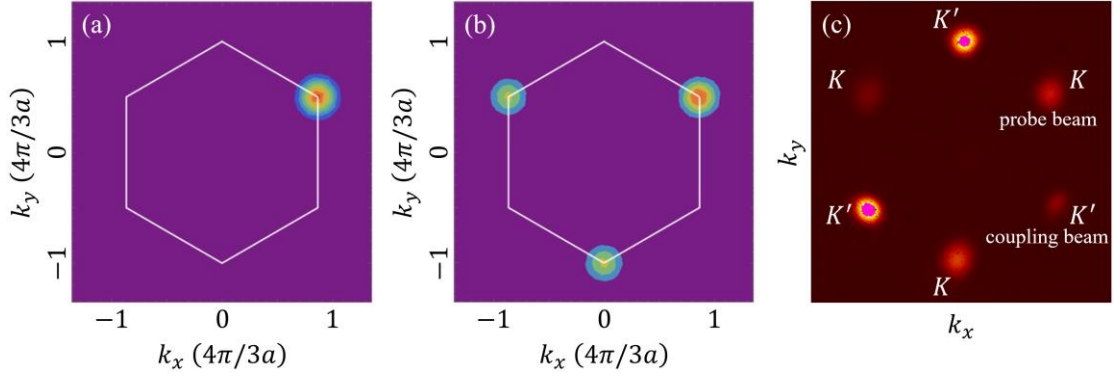 (a)
k_y (4π/3a)
1
0
−1
−1 0 1
k_x (4π/3a)
(b)
k_y (4π/3a)
1
0
−1
−1 0 1
k_x (4π/3a)
(c)
K′
K
K
probe beam
k_y
K′
K′
coupling beam
K
k_x